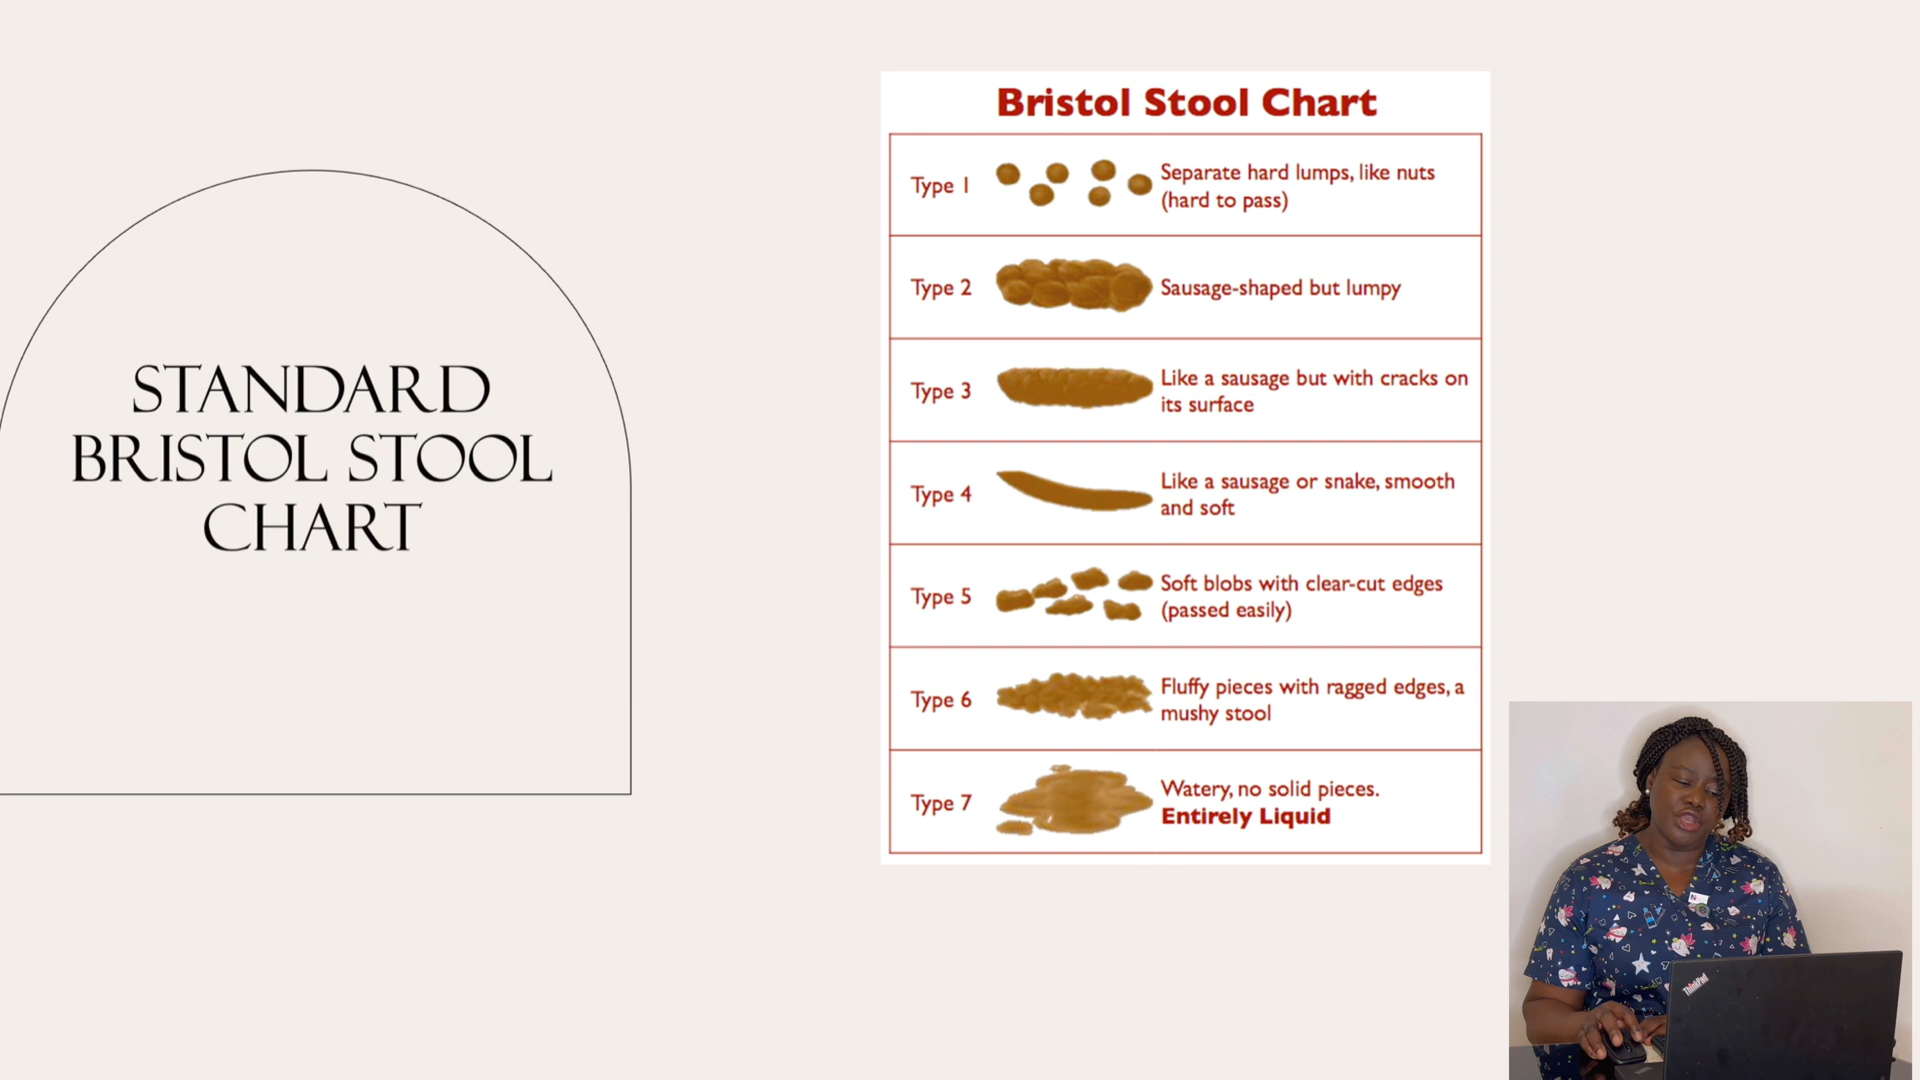 STANDARD
BRISTOL STOOL
CHART
Bristol Stool Chart
Type 1
Separate hard lumps, like nuts
(hard to pass)
Type 2
Sausage-shaped but lumpy
Type 3
Like a sausage but with cracks on
its surface
Type 4
Like a sausage or snake, smooth
and soft
Type 5
Soft blobs with clear-cut edges
(passed easily)
Type 6
Fluffy pieces with ragged edges, a
mushy stool
Type 7
Watery, no solid pieces.
Entirely Liquid
ThinkPad